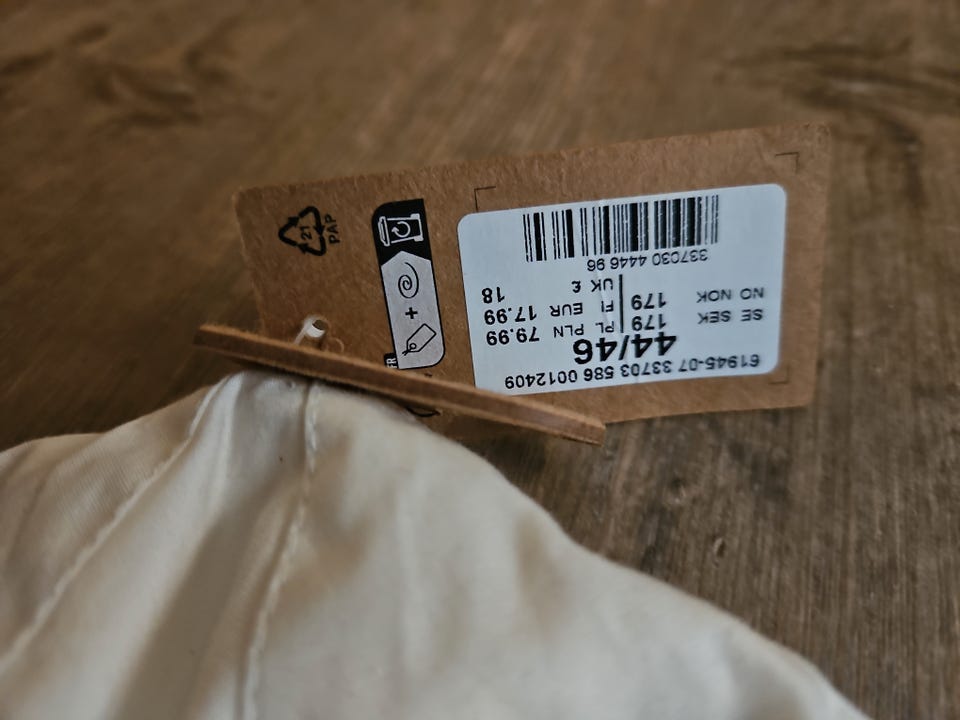 61945-07 33703 586 0012409
44/46
SE SEK 179 PL PLN 79.99
NO NOK 179 FI EUR 17.99
UK £ 18
337030 4446 96
21
PAP
FR
+